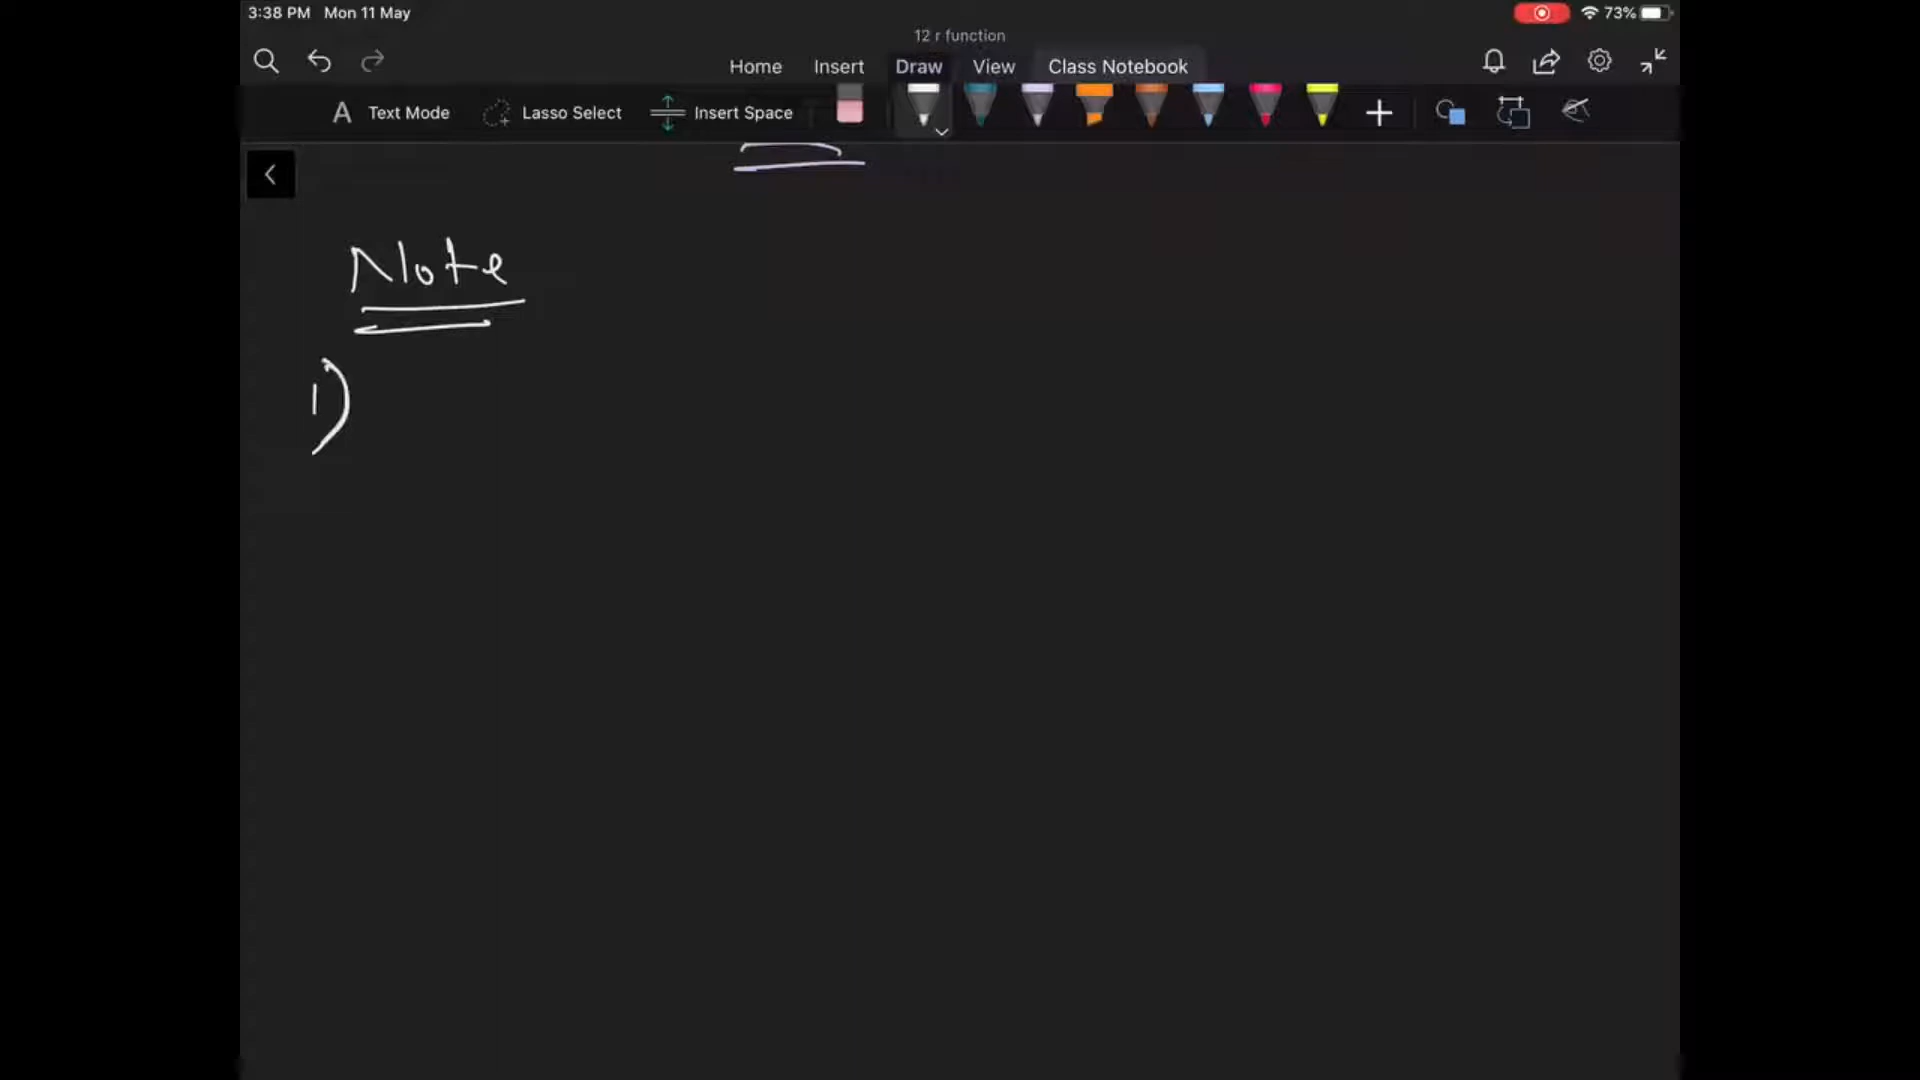 3:38 PM Mon 11 May 73%
12 r function
Home Insert Draw View Class Notebook
A Text Mode Lasso Select Insert Space
Note
1)